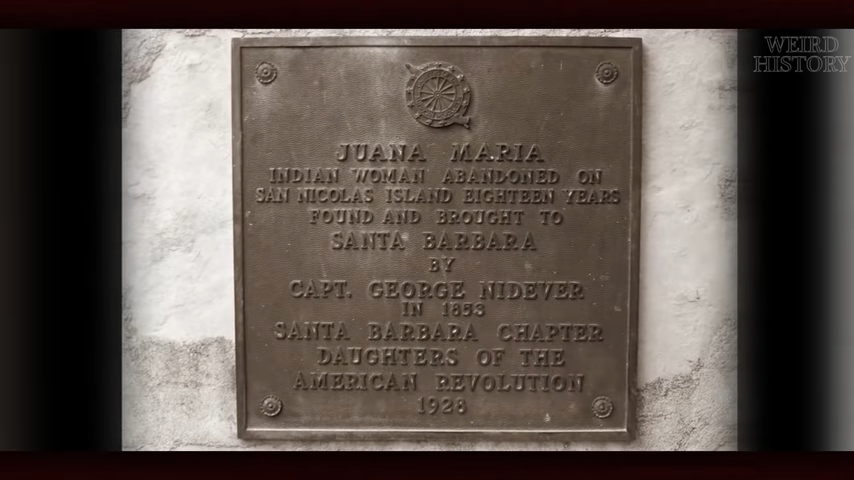 WEIRD
HISTORY
JUANA MARIA
INDIAN WOMAN ABANDONED ON
SAN NICOLAS ISLAND EIGHTEEN YEARS
FOUND AND BROUGHT TO
SANTA BARBARA
BY
CAPT. GEORGE NIDEVER
IN 1853
SANTA BARBARA CHAPTER
DAUGHTERS OF THE
AMERICAN REVOLUTION
1928